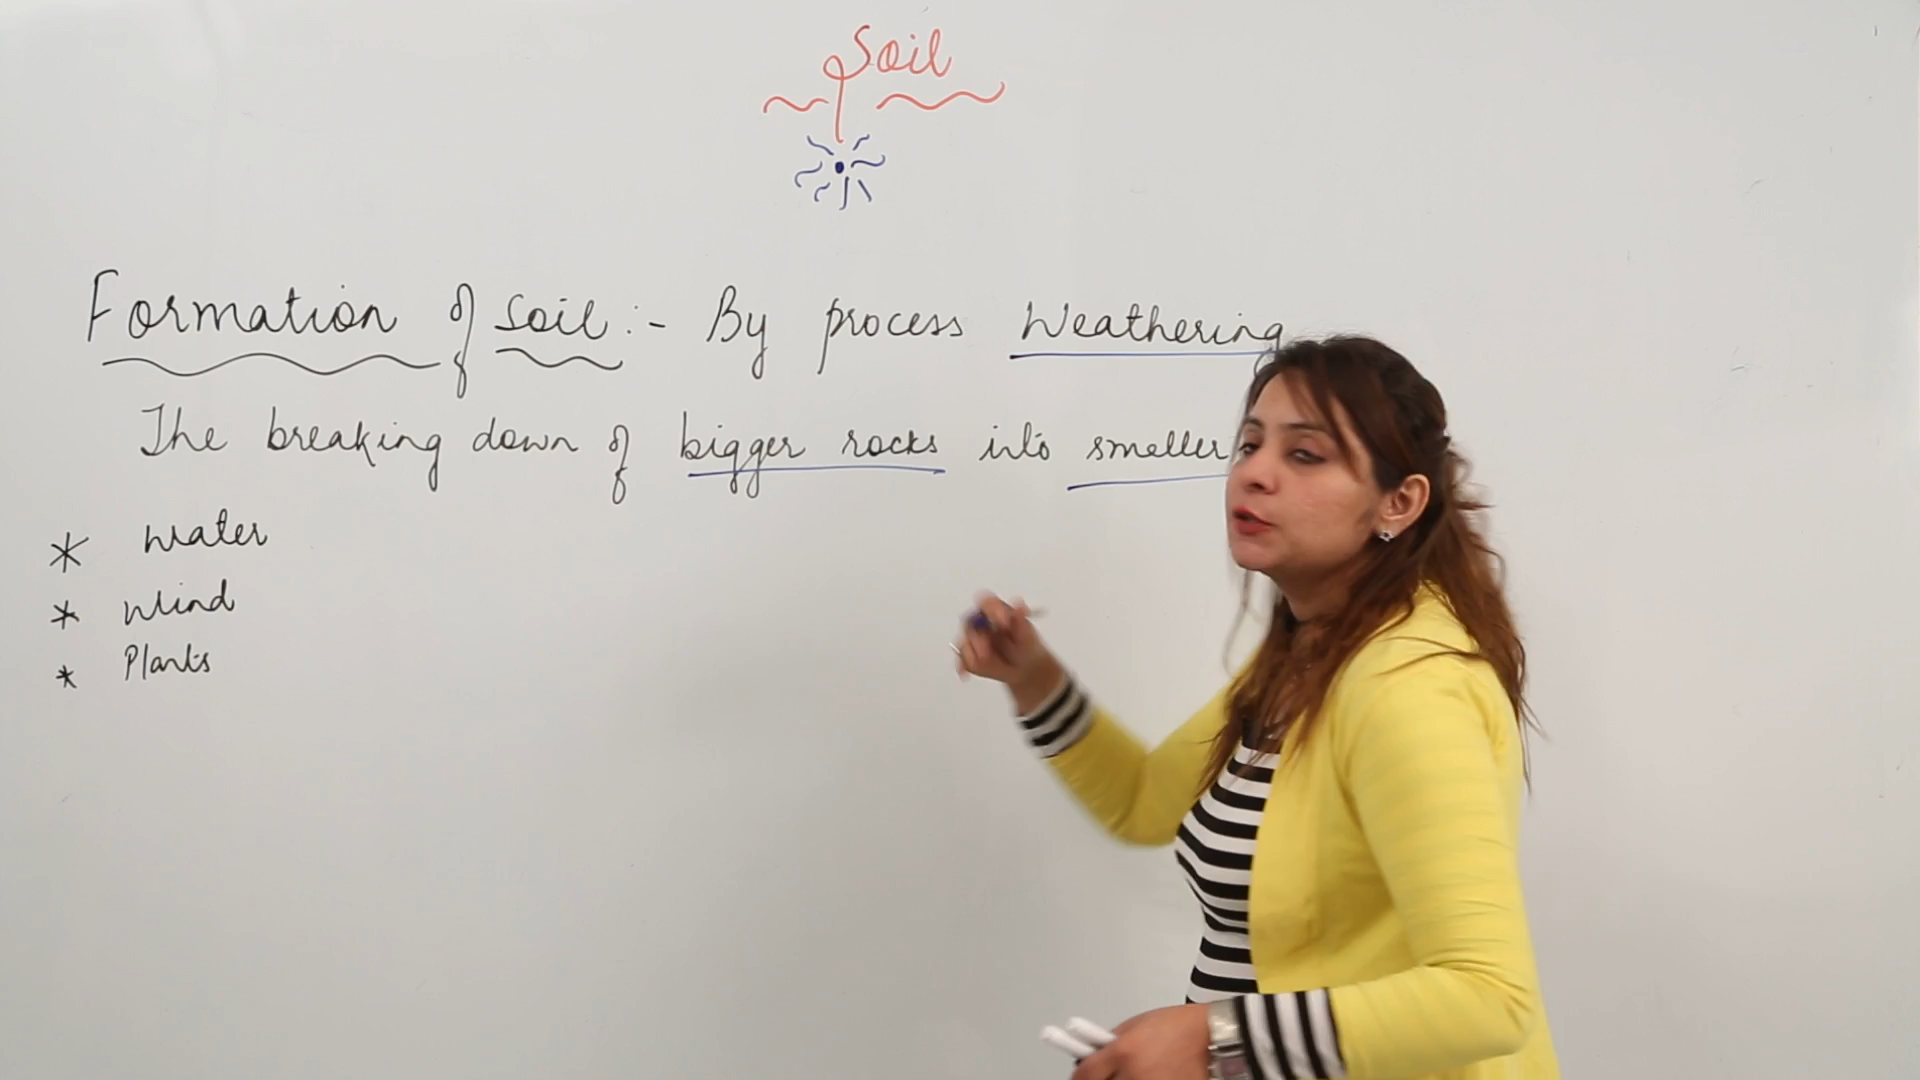 Soil
Formation of soil :- By process Weathering
The breaking down of bigger rocks into smaller
* Water
* Wind
* Plants